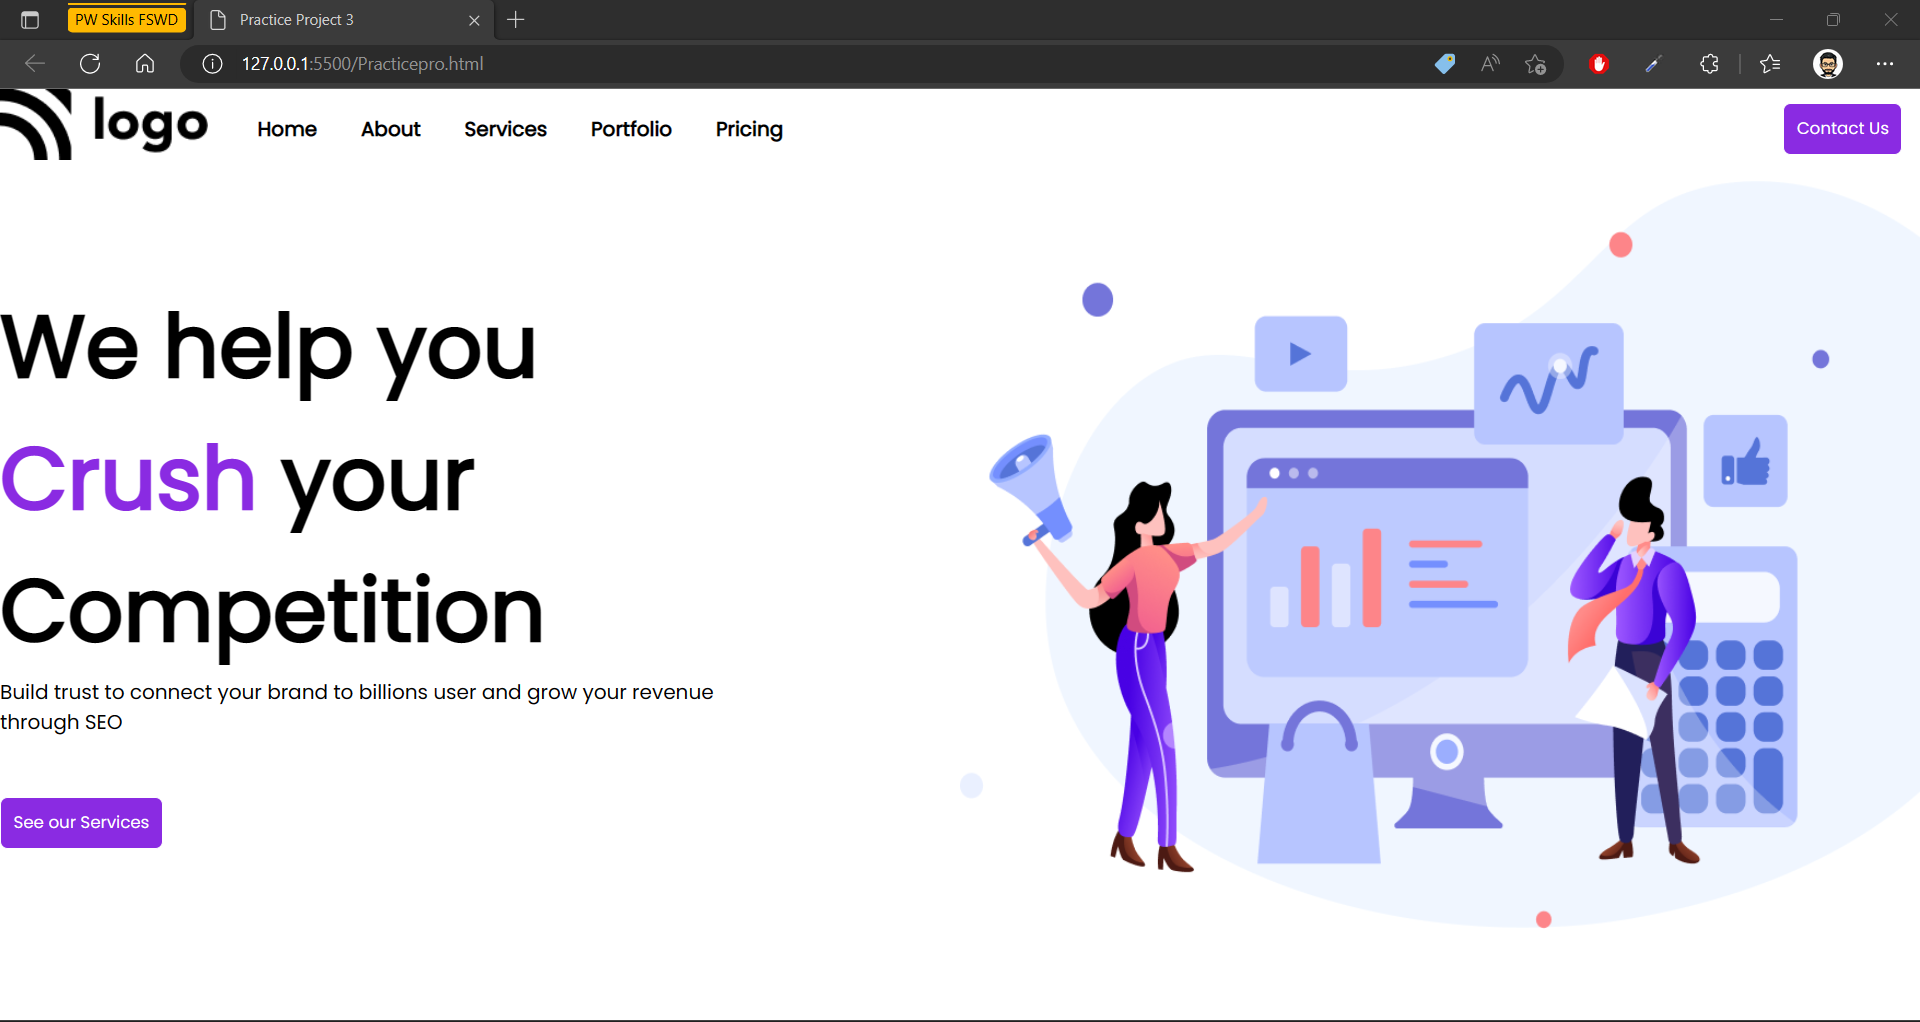 PW Skills FSWD
Practice Project 3
127.0.0.1:5500/Practicepro.html
logo
Home About Services Portfolio Pricing
Contact Us
We help you
Crush your
Competition
Build trust to connect your brand to billions user and grow your revenue
through SEO
See our Services